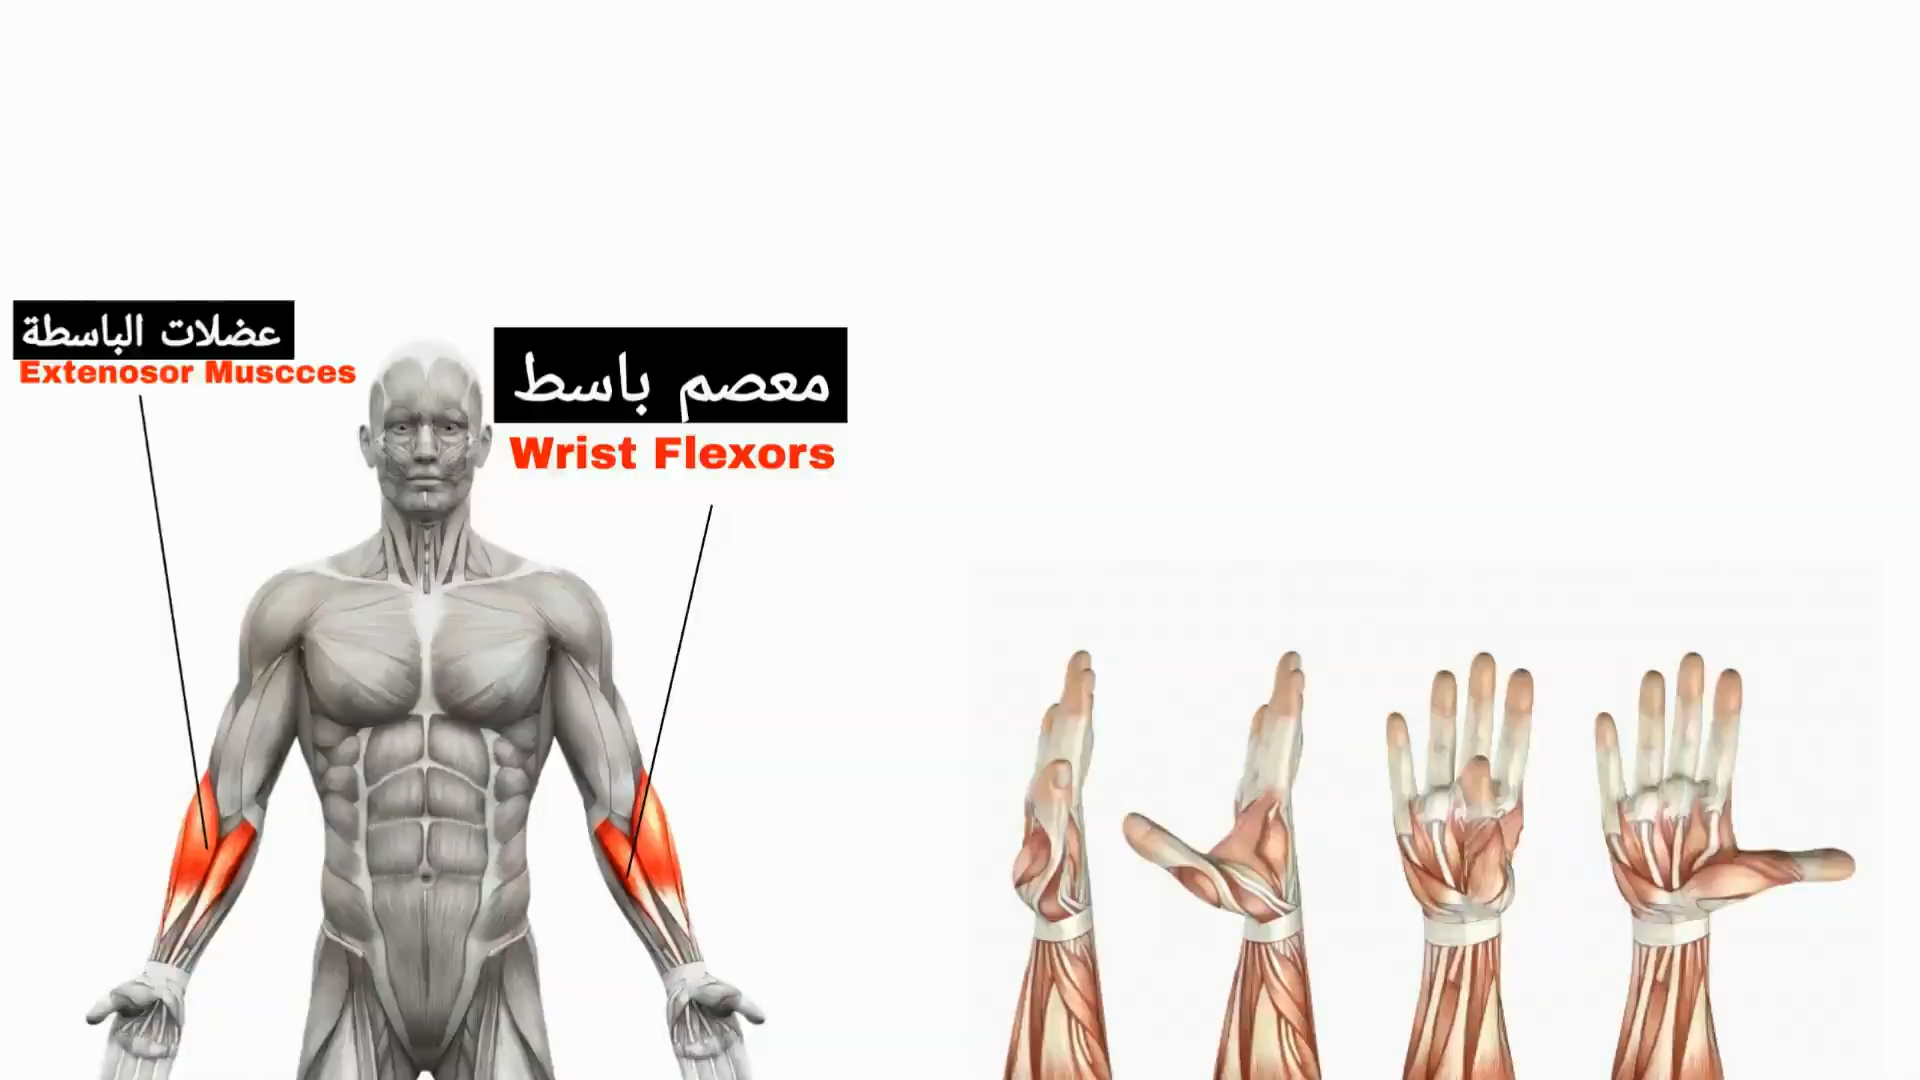 عضلات الباسطة
Extenosor Muscces
معصم باسط
Wrist Flexors